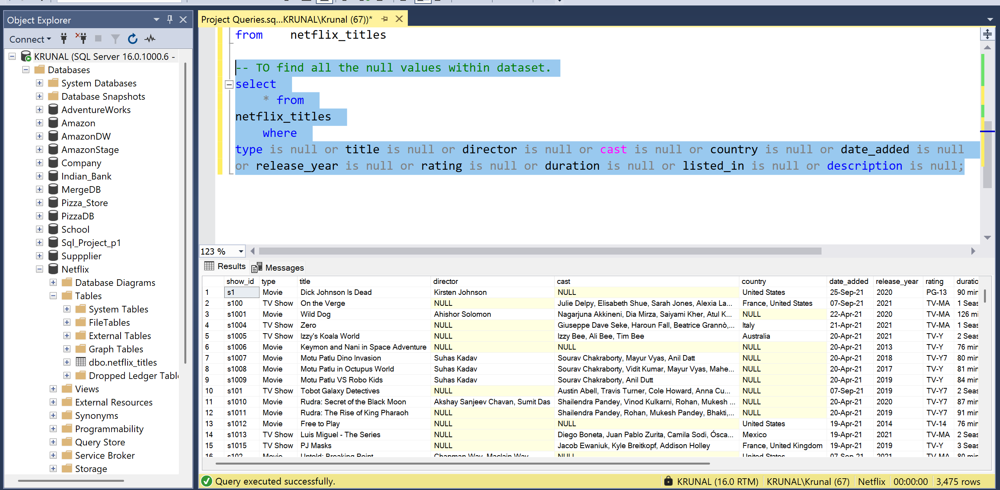 Object Explorer
Connect
KRUNAL (SQL Server 16.0.1000.6 -
Databases
System Databases
Database Snapshots
AdventureWorks
Amazon
AmazonDW
AmazonStage
Company
Indian_Bank
MergeDB
Pizza_Store
PizzaDB
School
Sql_Project_p1
Suppplier
Netflix
Database Diagrams
Tables
System Tables
FileTables
External Tables
Graph Tables
dbo.netflix_titles
Dropped Ledger Tabl
Views
External Resources
Synonyms
Programmability
Query Store
Service Broker
Storage
Project Queries.sq...KRUNAL\Krunal (67))*
from netflix_titles
-- TO find all the null values within dataset.
select
* from
netflix_titles
where
type is null or title is null or director is null or cast is null or country is null or date_added is null
or release_year is null or rating is null or duration is null or listed_in is null or description is null;
123 %
Results Messages
show_id type title director cast country date_added release_year rating duratio
1 s1 Movie Dick Johnson Is Dead Kirsten Johnson NULL United States 25-Sep-21 2020 PG-13 90 min
2 s100 TV Show On the Verge NULL Julie Delpy, Elisabeth Shue, Sarah Jones, Alexia La... France, United States 07-Sep-21 2021 TV-MA 1 Seas
3 s1001 Movie Wild Dog Ahishor Solomon Nagarjuna Akkineni, Dia Mirza, Saiyami Kher, Atul K... NULL 22-Apr-21 2020 TV-MA 126 mi
4 s1004 TV Show Zero NULL Giuseppe Dave Seke, Haroun Fall, Beatrice Grannò,... Italy 21-Apr-21 2021 TV-MA 1 Seas
5 s1005 TV Show Izzy's Koala World NULL Izzy Bee, Ali Bee, Tim Bee Australia 20-Apr-21 2021 TV-Y 2 Seas
6 s1006 Movie Keymon and Nani in Space Adventure NULL NULL NULL 20-Apr-21 2013 TV-Y 76 min
7 s1007 Movie Motu Patlu Dino Invasion Suhas Kadav Sourav Chakraborty, Mayur Vyas, Anil Datt NULL 20-Apr-21 2018 TV-Y7 80 min
8 s1008 Movie Motu Patlu in Octupus World Suhas Kadav Sourav Chakraborty, Vidit Kumar, Mayur Vyas, Mahe... NULL 20-Apr-21 2017 TV-Y 81 min
9 s1009 Movie Motu Patlu VS Robo Kids Suhas Kadav Sourav Chakraborty, Anil Dutt NULL 20-Apr-21 2019 TV-Y 84 min
10 s101 TV Show Tobot Galaxy Detectives NULL Austin Abell, Travis Turner, Cole Howard, Anna Cu... NULL 07-Sep-21 2019 TV-Y7 2 Seas
11 s1010 Movie Rudra: Secret of the Black Moon Akshay Sanjeev Chavan, Sumit Das Shailendra Pandey, Vinod Kulkarni, Rohan, Mukesh ... NULL 20-Apr-21 2020 TV-Y7 87 min
12 s1011 Movie Rudra: The Rise of King Pharaoh NULL Shailendra Pandey, Rohan, Mukesh Pandey, Bhakti,... NULL 20-Apr-21 2019 TV-Y7 91 min
13 s1012 Movie Free to Play NULL NULL United States 19-Apr-21 2014 TV-14 76 min
14 s1013 TV Show Luis Miguel - The Series NULL Diego Boneta, Juan Pablo Zurita, Camila Sodi, Ósca... Mexico 19-Apr-21 2021 TV-MA 2 Seas
15 s1015 TV Show PJ Masks NULL Jacob Ewaniuk, Kyle Breitkopf, Addison Holley France, United Kingdom 19-Apr-21 2019 TV-Y 3 Seas
16 s102 Movie Untold: Breaking Point Chapman Way, Maclain Way NULL United States 07-Sep-21 2021 TV-MA 80 min
Query executed successfully. KRUNAL (16.0 RTM) KRUNAL\Krunal (67) Netflix 00:00:00 3,475 rows